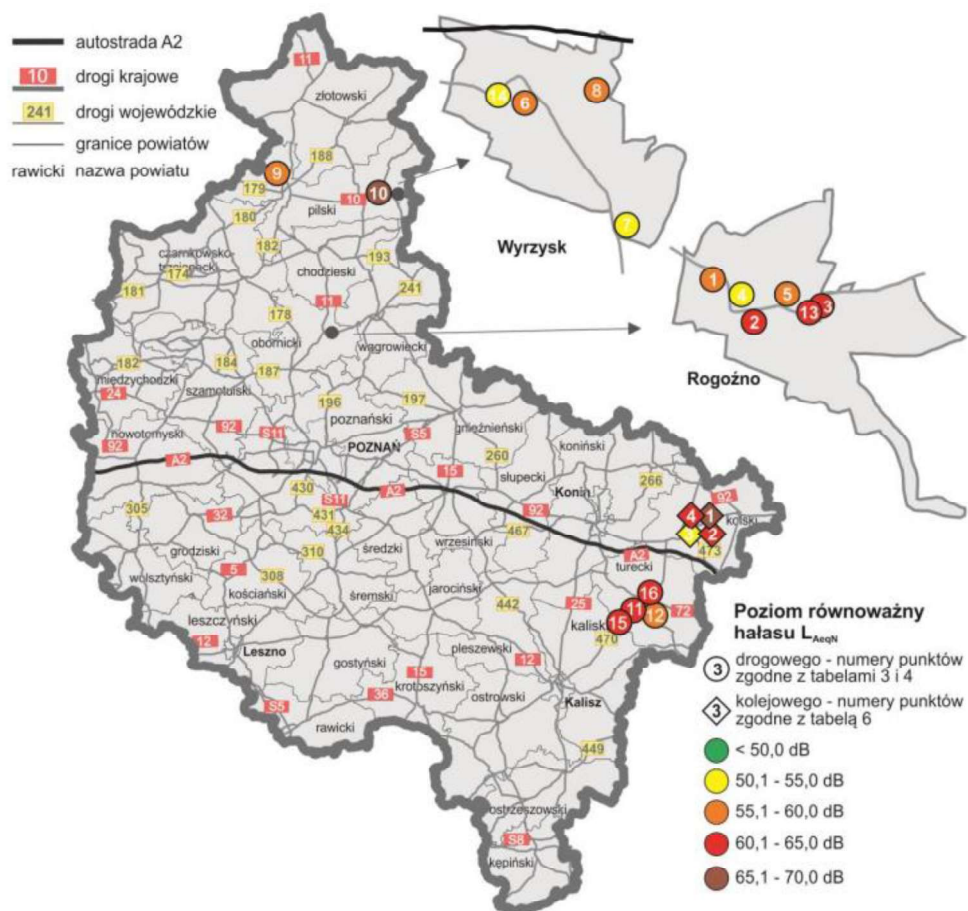 autostrada A2
10 drogi krajowe
241 drogi wojewódzkie
granice powiatów
rawicki nazwa powiatu
11
złotowski
188
9
179
10
10
pilski
180
182
193
czarnkowsko-
174
chodzieski
181
241
11
178
obornicki
wągrowiecki
182
184
187
międzychodzki
szamotulski
24
196
197
poznański
nowotomyski
92
S11
S5
gnieźnieński
92
POZNAŃ
260
koniński
A2
15
słupecki
266
430
S11
A2
Konin
92
92
305
32
431
434
467
4
1
kolski
2
473
310
średzki
wrzesiński
A2
grodziski
turecki
wolsztyński
5
308
kościański
śremski
jarociński
442
25
16
11
12
72
15
leszczyński
kaliski
470
12
Leszno
pleszewski
12
gostyński
15
krotoszyński
ostrowski
Kalisz
36
S5
rawicki
449
ostrzeszowski
S8
kępiński
14
6
8
7
Wyrzysk
1
4
5
2
13
3
Rogoźno
Poziom równoważny
hałasu LAeqN
3 drogowego - numery punktów
zgodne z tabelami 3 i 4
3 kolejowego - numery punktów
zgodne z tabelą 6
< 50,0 dB
50,1 - 55,0 dB
55,1 - 60,0 dB
60,1 - 65,0 dB
65,1 - 70,0 dB